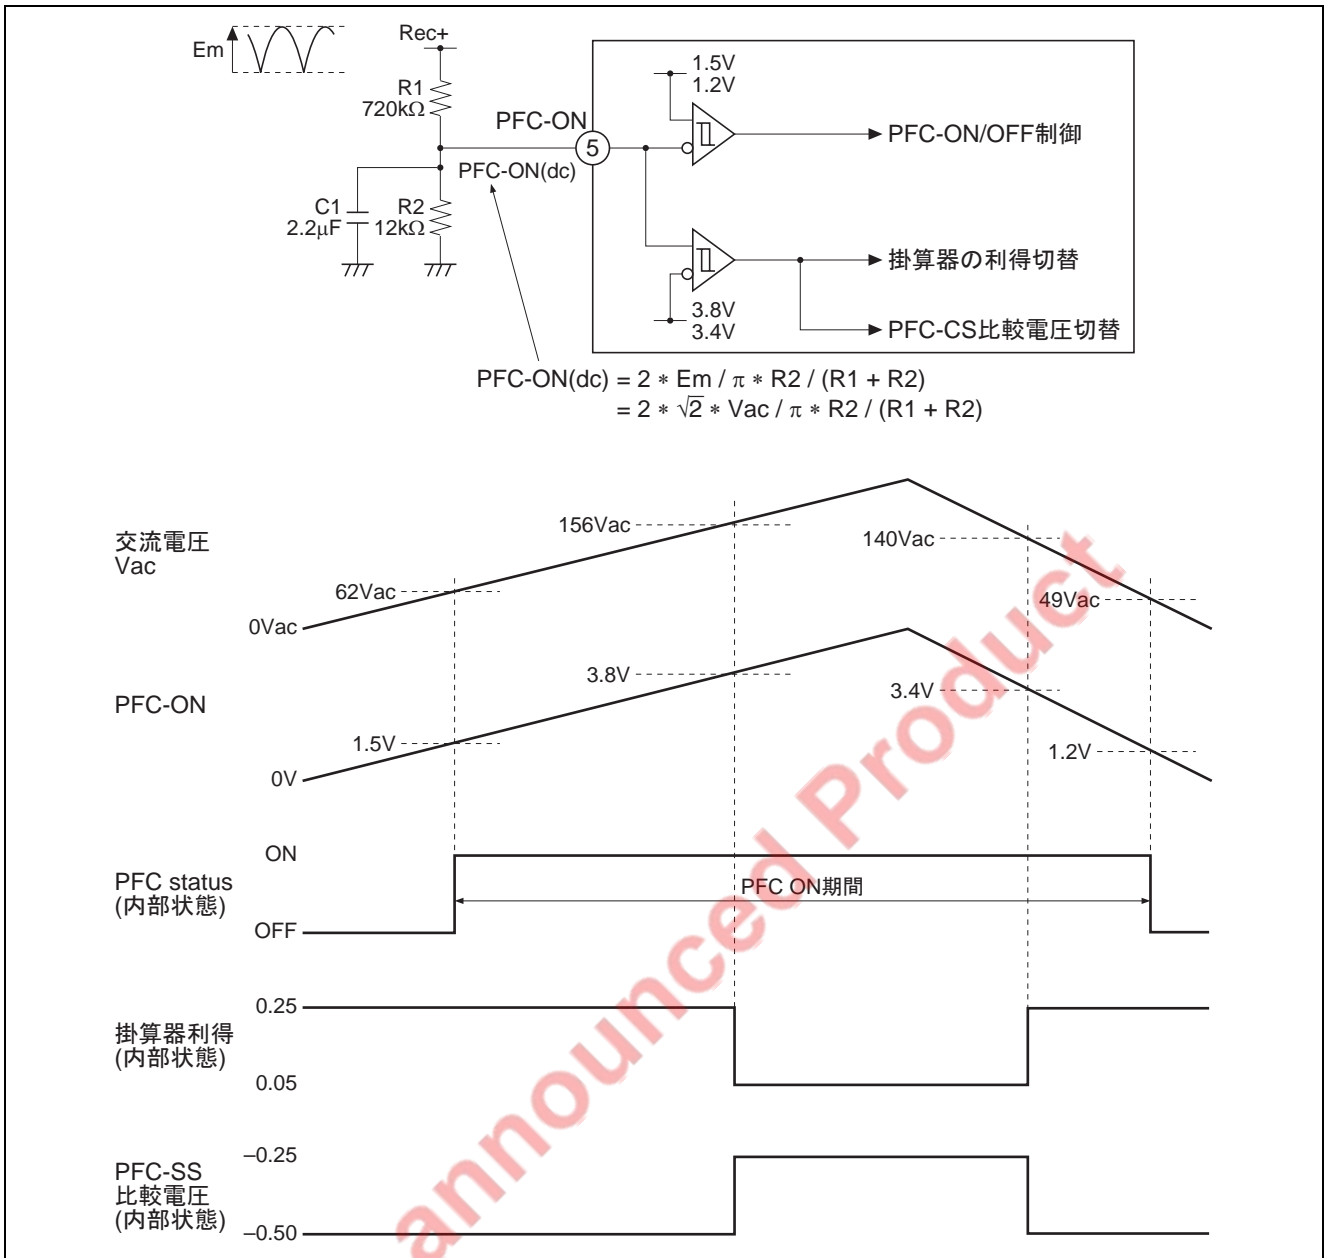 Em
Rec+
R1
720kΩ
PFC-ON
5
PFC-ON(dc)
C1
2.2μF
R2
12kΩ
1.5V
1.2V
PFC-ON/OFF制御
掛算器の利得切替
3.8V
3.4V
PFC-CS比較電圧切替
PFC-ON(dc) = 2 * Em / π * R2 / (R1 + R2)
= 2 * √2 * Vac / π * R2 / (R1 + R2)
交流電圧
Vac
156Vac
140Vac
62Vac
49Vac
0Vac
PFC-ON
3.8V
3.4V
1.5V
1.2V
0V
PFC status
(内部状態)
ON
PFC ON期間
OFF
掛算器利得
(内部状態)
0.25
0.05
PFC-SS
比較電圧
(内部状態)
–0.25
–0.50
announced Product